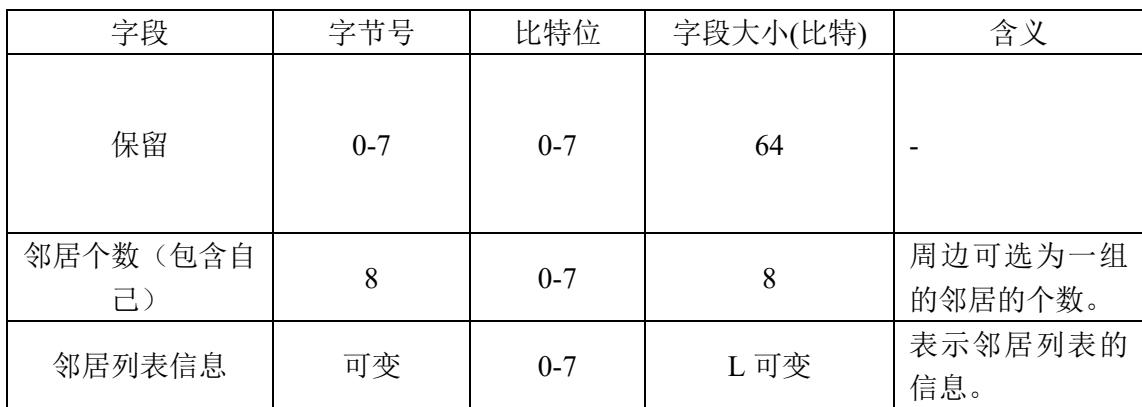 字段 字节号 比特位 字段大小(比特) 含义
保留 0-7 0-7 64 -
邻居个数（包含自
己） 8 0-7 8 周边可选为一组
的邻居的个数。
邻居列表信息 可变 0-7 L 可变 表示邻居列表的
信息。